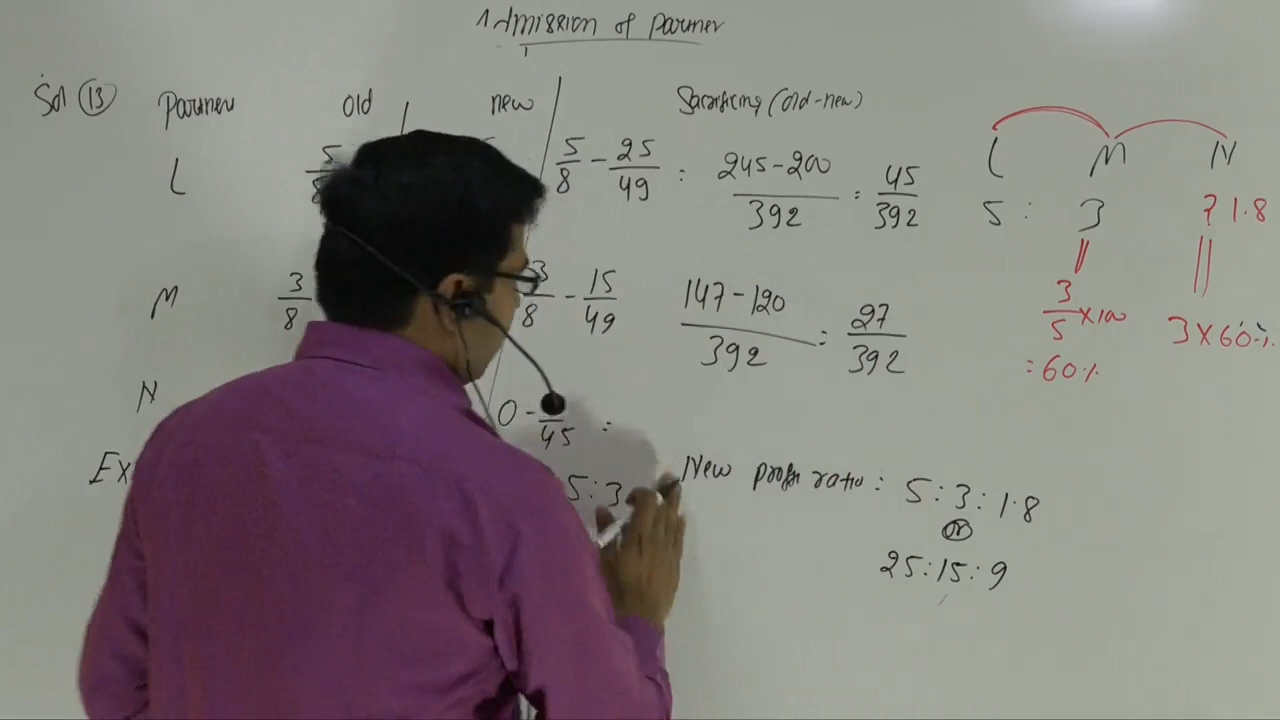 Admission of Partner
Sol (13) Partner old new Sacrificing (old-new) L M N
L 5/8 5/8 - 25/49 : 245-200/392 : 45/392 5 : 3 ? 1.8
M 3/8 3/8 - 15/49 147-120/392 : 27/392 3/5 ×100 3×60%
= 60%
N 0 - /45 :
Ex 5:3 New profit ratio : 5:3:1.8
or
25:15:9